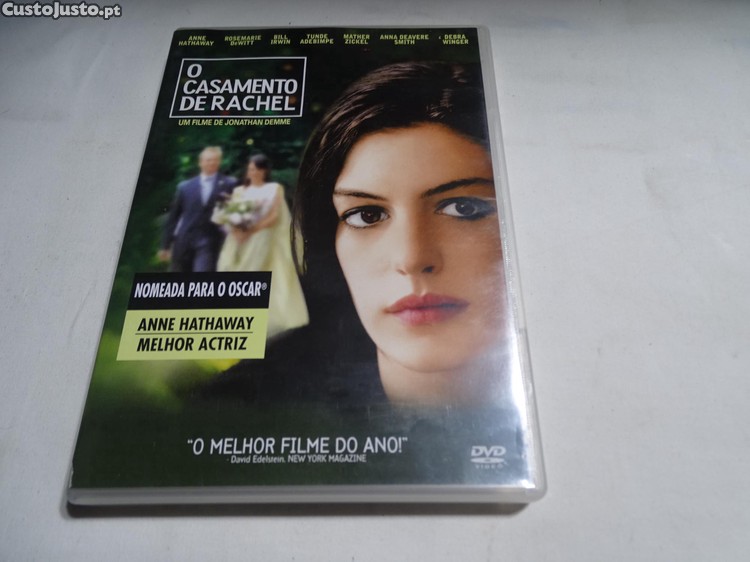 CustoJusto.pt
ANNE HATHAWAY
ROSEMARIE DeWITT
BILL IRWIN
TUNDE ADEBIMPE
MATHER ZICKEL
ANNA DEAVERE SMITH
E DEBRA WINGER
O
CASAMENTO
DE RACHEL
UM FILME DE JONATHAN DEMME
NOMEADA PARA O OSCAR®
ANNE HATHAWAY
MELHOR ACTRIZ
"O MELHOR FILME DO ANO!"
- David Edelstein, NEW YORK MAGAZINE
DVD
VIDEO